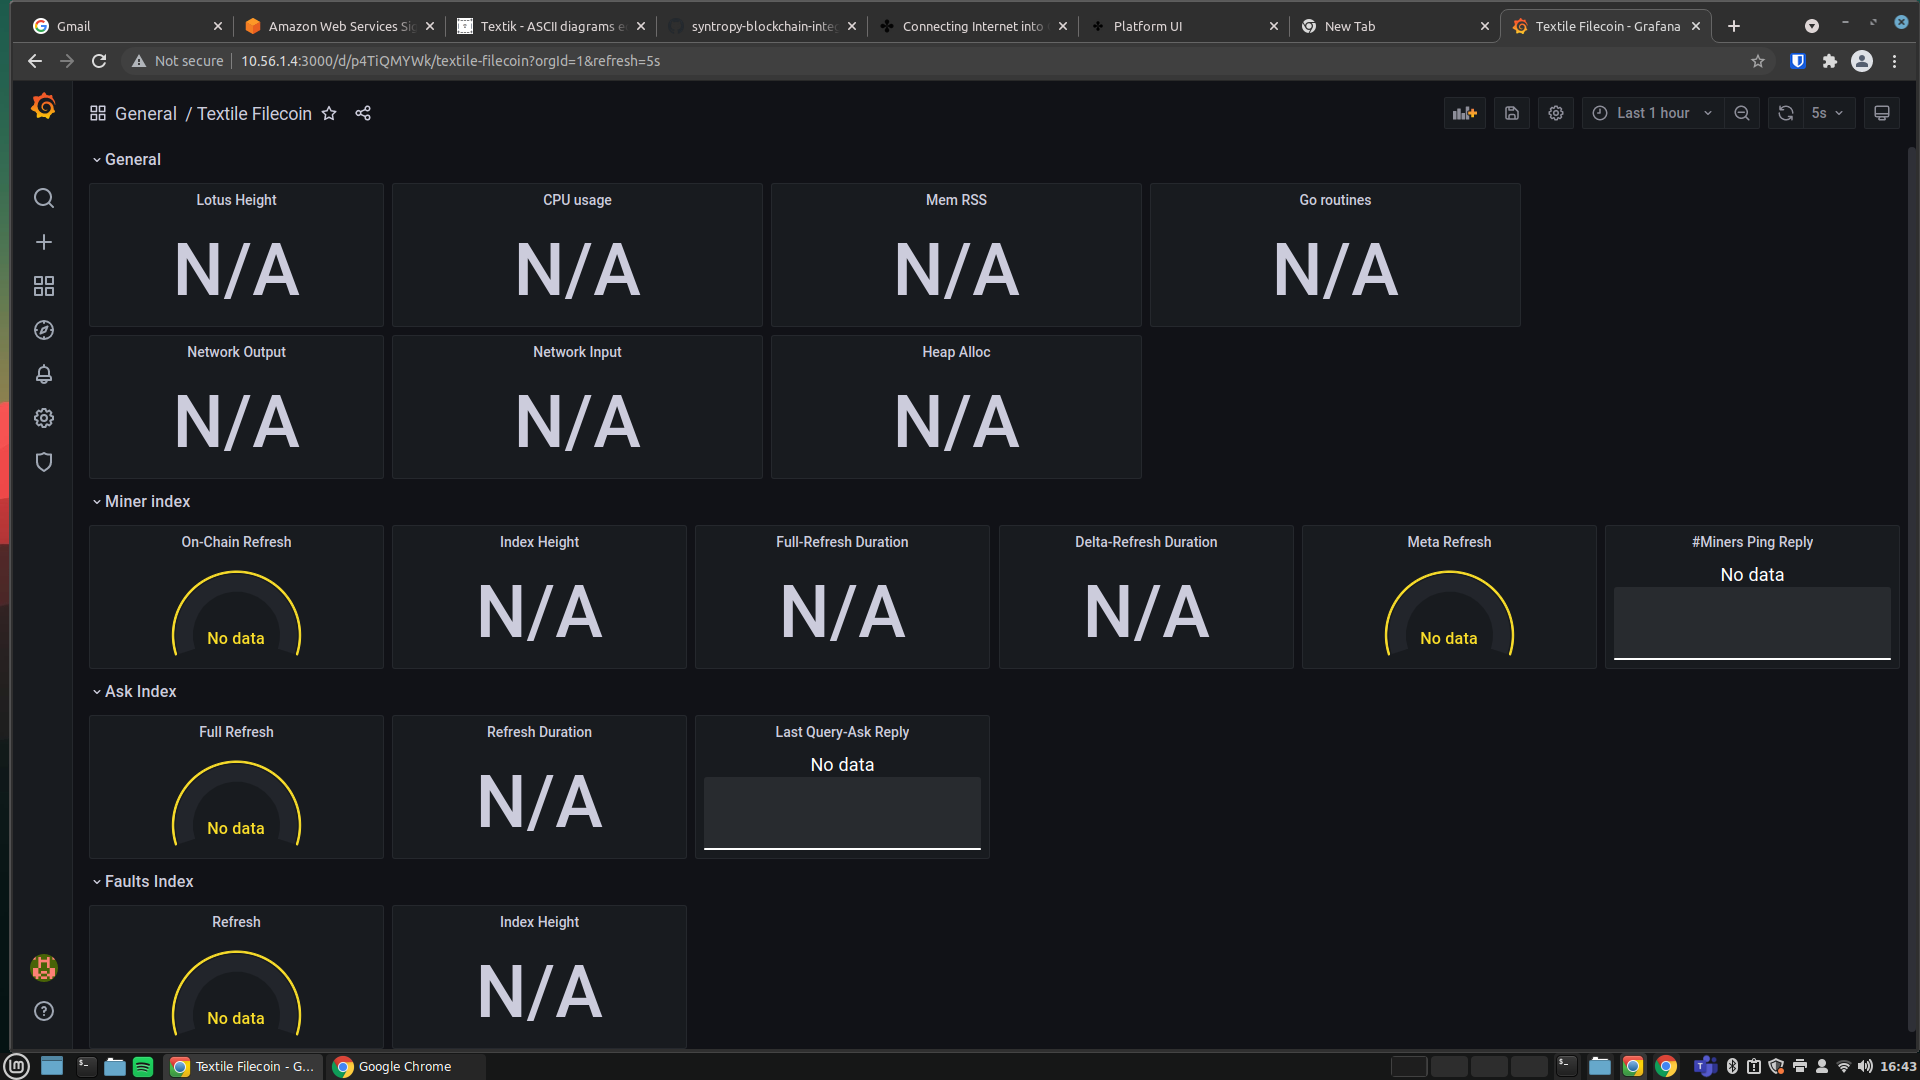 Gmail
Amazon Web Services Sig
Textik - ASCII diagrams e
syntropy-blockchain-integ
Connecting Internet into
Platform UI
New Tab
Textile Filecoin - Grafana
Not secure
10.56.1.4:3000/d/p4TiQMYWk/textile-filecoin?orgId=1&refresh=5s
General / Textile Filecoin
Last 1 hour
5s
General
Lotus Height
CPU usage
Mem RSS
Go routines
N/A
N/A
N/A
N/A
Network Output
Network Input
Heap Alloc
N/A
N/A
N/A
Miner index
On-Chain Refresh
Index Height
Full-Refresh Duration
Delta-Refresh Duration
Meta Refresh
#Miners Ping Reply
No data
N/A
N/A
N/A
No data
No data
Ask Index
Full Refresh
Refresh Duration
Last Query-Ask Reply
No data
N/A
No data
Faults Index
Refresh
Index Height
No data
N/A
Textile Filecoin - G...
Google Chrome
16:43